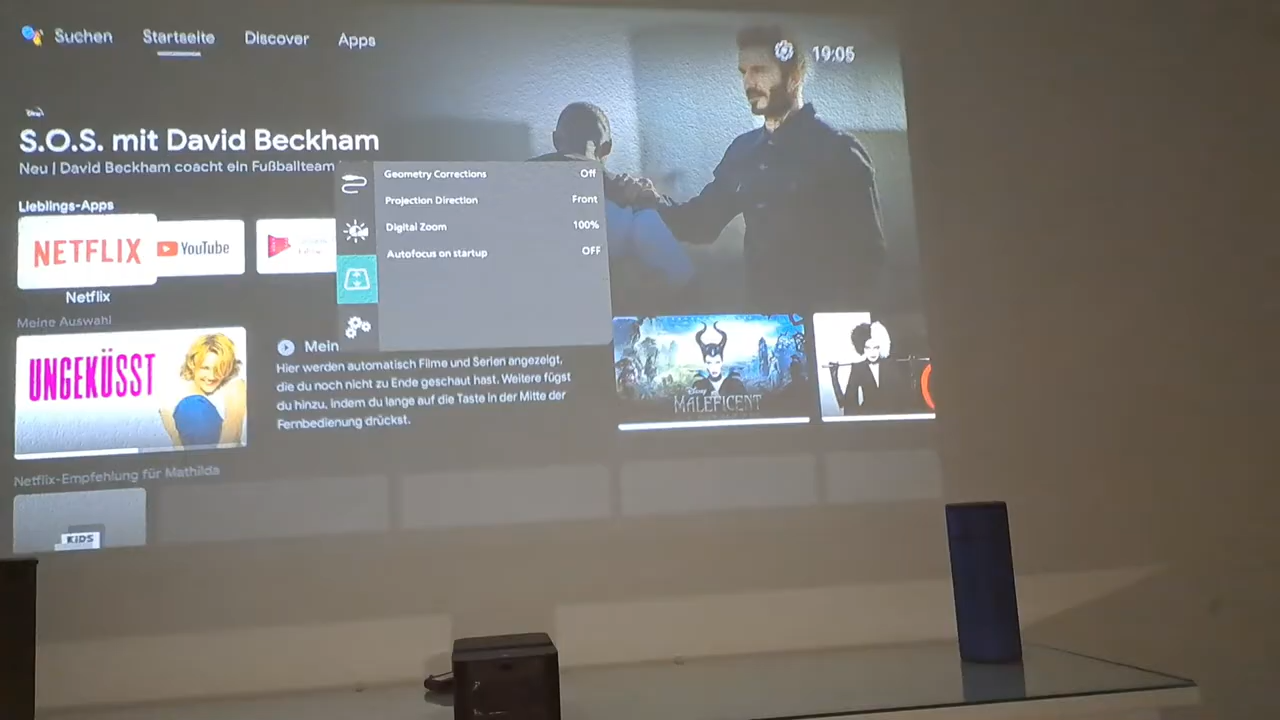 Suchen Startseite Discover Apps
19:05
S.O.S. mit David Beckham
Neu | David Beckham coacht ein Fußballteam
Lieblings-Apps
NETFLIX
YouTube
Netflix
Geometry Corrections Off
Projection Direction Front
Digital Zoom 100%
Autofocus on startup OFF
Meine Auswahl
UNGEKÜSST
Mein
Hier werden automatisch Filme und Serien angezeigt,
die du noch nicht zu Ende geschaut hast. Weitere fügst
du hinzu, indem du lange auf die Taste in der Mitte der
Fernbedienung drückst.
Disney
MALEFICENT
Netflix-Empfehlung für Mathilda
KIDS